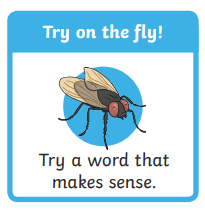 Try on the fly!
Try a word that
makes sense.